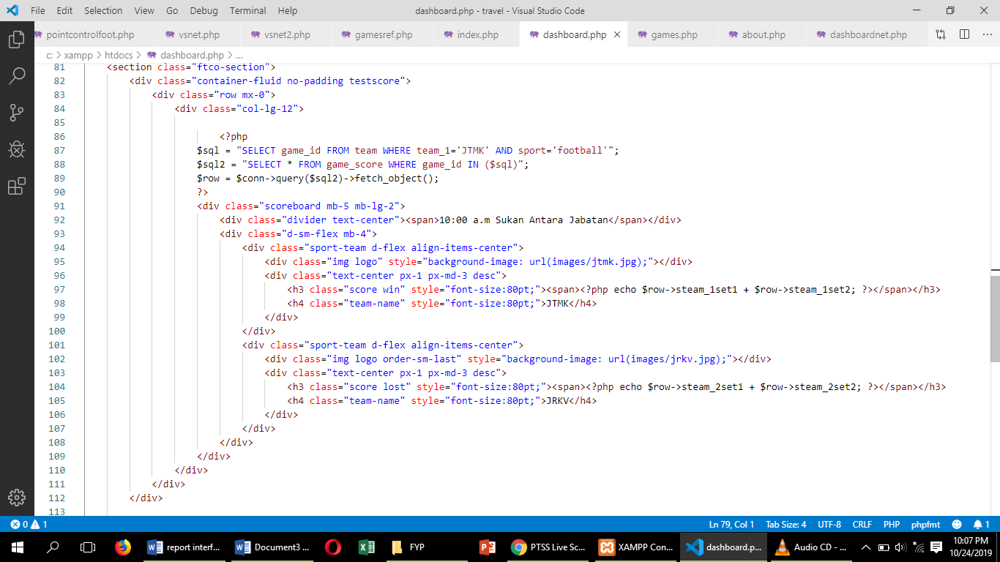 File Edit Selection View Go Debug Terminal Help dashboard.php - travel - Visual Studio Code
pointcontrolfoot.php vsnet.php vsnet2.php gamesref.php index.php dashboard.php games.php about.php dashboardnet.php
c: > xampp > htdocs > dashboard.php > ...
81 <section class="ftco-section">
82 <div class="container-fluid no-padding testscore">
83 <div class="row mx-0">
84 <div class="col-lg-12">
85
86 <?php
87 $sql = "SELECT game_id FROM team WHERE team_1='JTMK' AND sport='football'";
88 $sql2 = "SELECT * FROM game_score WHERE game_id IN ($sql)";
89 $row = $conn->query($sql2)->fetch_object();
90 ?>
91 <div class="scoreboard mb-5 mb-lg-2">
92 <div class="divider text-center"><span>10:00 a.m Sukan Antara Jabatan</span></div>
93 <div class="d-sm-flex mb-4">
94 <div class="sport-team d-flex align-items-center">
95 <div class="img logo" style="background-image: url(images/jtmk.jpg);"></div>
96 <div class="text-center px-1 px-md-3 desc">
97 <h3 class="score win" style="font-size:80pt;"><span><?php echo $row->steam_1set1 + $row->steam_1set2; ?></span></h3>
98 <h4 class="team-name" style="font-size:80pt;">JTMK</h4>
99 </div>
100 </div>
101 <div class="sport-team d-flex align-items-center">
102 <div class="img logo order-sm-last" style="background-image: url(images/jrkv.jpg);"></div>
103 <div class="text-center px-1 px-md-3 desc">
104 <h3 class="score lost" style="font-size:80pt;"><span><?php echo $row->steam_2set1 + $row->steam_2set2; ?></span></h3>
105 <h4 class="team-name" style="font-size:80pt;">JRKV</h4>
106 </div>
107 </div>
108 </div>
109 </div>
110 </div>
111 </div>
112 </div>
113
0 1 Ln 79, Col 1 Tab Size: 4 UTF-8 CRLF PHP phpfmt 1
report interf... Document3 ... FYP PTSS Live Sc... XAMPP Con... dashboard.p... Audio CD - ... 10:07 PM
10/24/2019